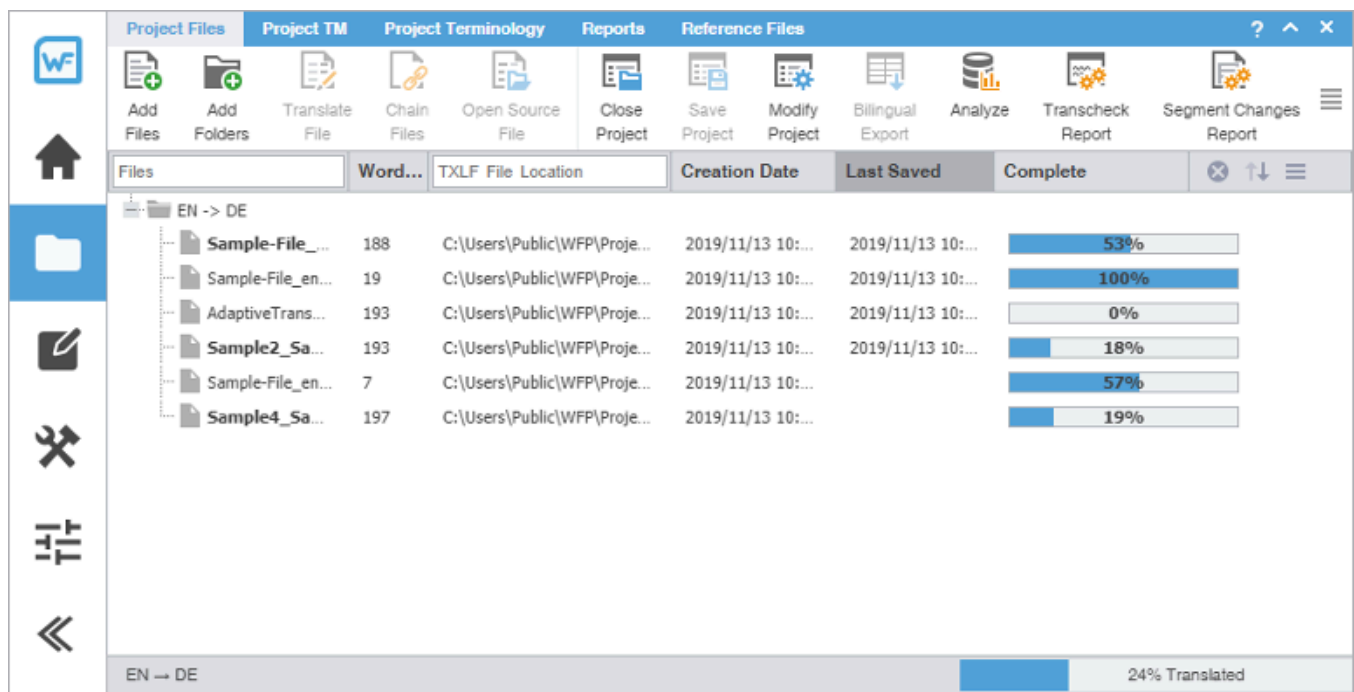 WF
Project Files Project TM Project Terminology Reports Reference Files ?
Add Files
Add Folders
Translate File
Chain Files
Open Source File
Close Project
Save Project
Modify Project
Bilingual Export
Analyze
Transcheck Report
Segment Changes Report
Files Word... TXLF File Location Creation Date Last Saved Complete
EN -> DE
Sample-File_... 188 C:\Users\Public\WFP\Proje... 2019/11/13 10:... 2019/11/13 10:... 53%
Sample-File_en... 19 C:\Users\Public\WFP\Proje... 2019/11/13 10:... 2019/11/13 10:... 100%
AdaptiveTrans... 193 C:\Users\Public\WFP\Proje... 2019/11/13 10:... 2019/11/13 10:... 0%
Sample2_Sa... 193 C:\Users\Public\WFP\Proje... 2019/11/13 10:... 2019/11/13 10:... 18%
Sample-File_en... 7 C:\Users\Public\WFP\Proje... 2019/11/13 10:... 57%
Sample4_Sa... 197 C:\Users\Public\WFP\Proje... 2019/11/13 10:... 19%
EN → DE 24% Translated